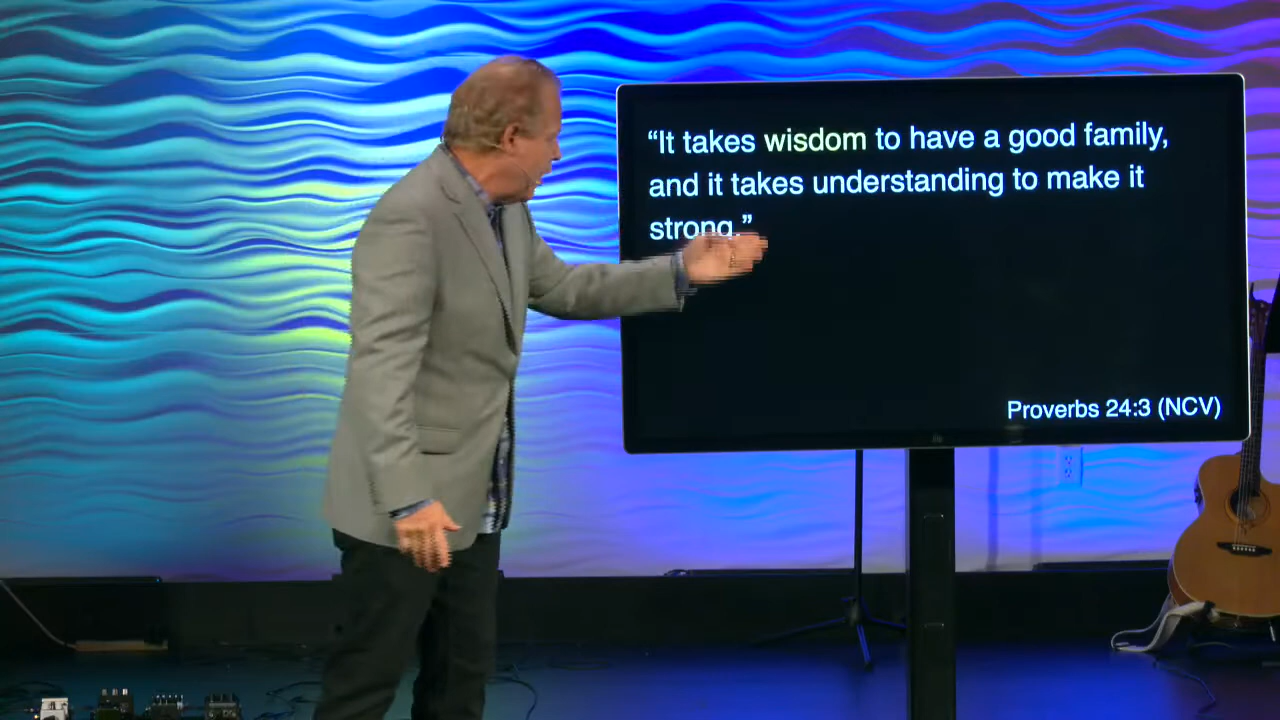 “It takes wisdom to have a good family,
and it takes understanding to make it
strong.”
Proverbs 24:3 (NCV)